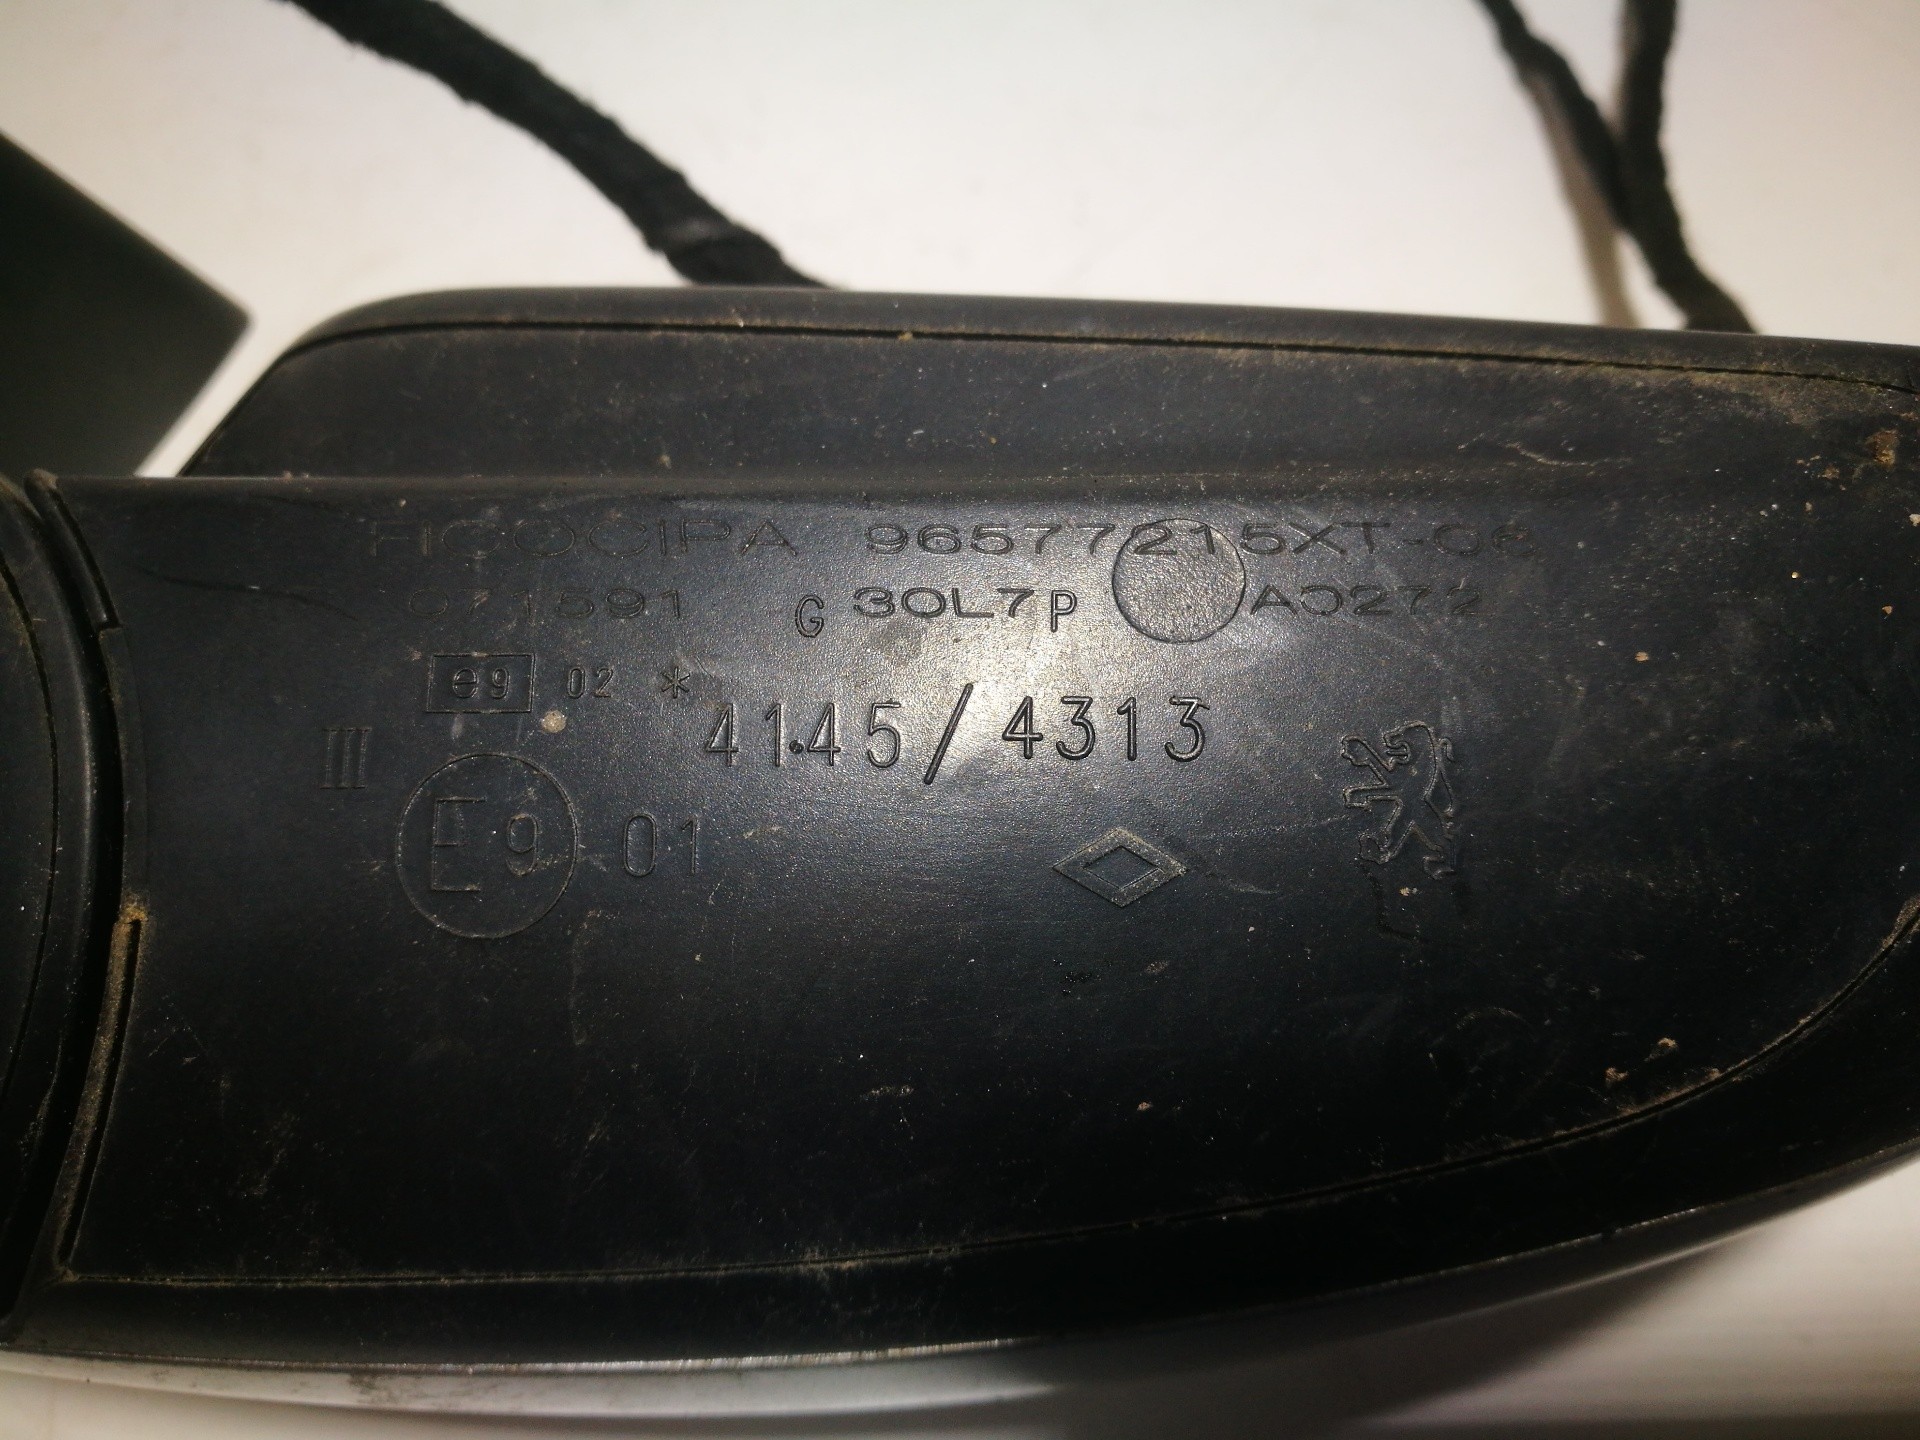 FICOCIPA 96577215XT-06
071591 G 30L7P A0272
e9 02 * 4145/4313
III
E9 01